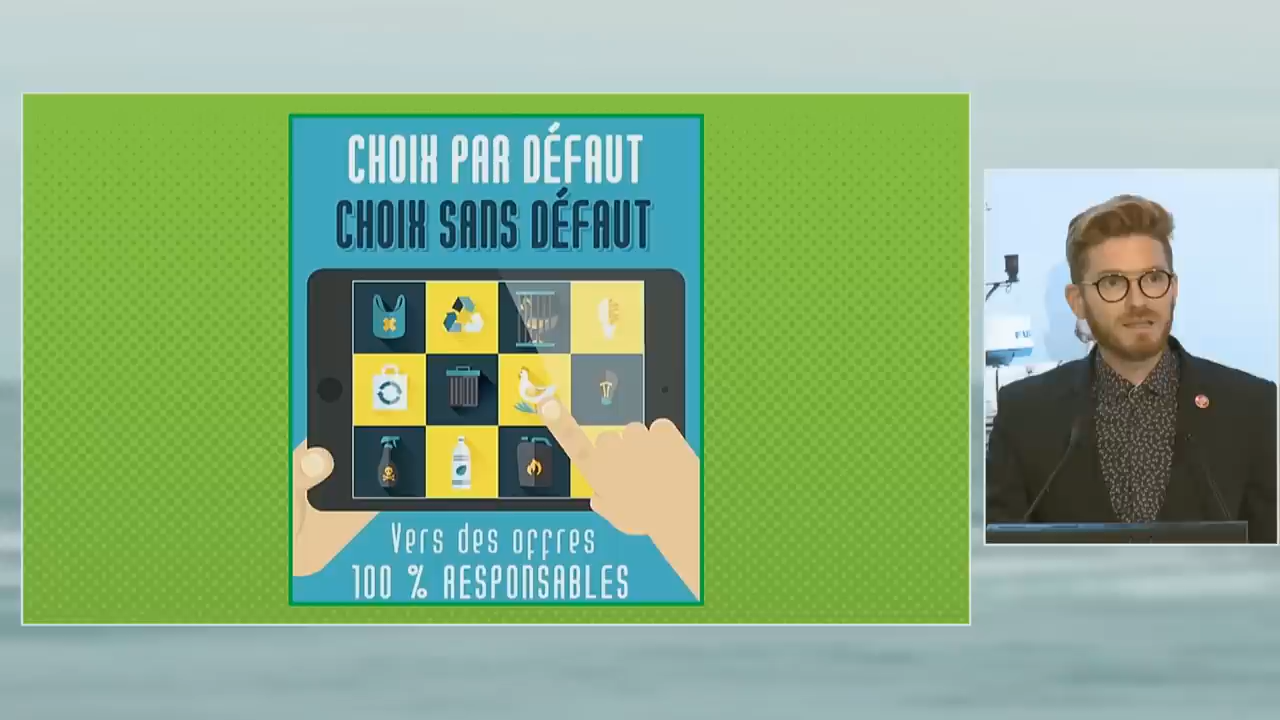 CHOIX PAR DÉFAUT
CHOIX SANS DÉFAUT
Vers des offres
100 % RESPONSABLES